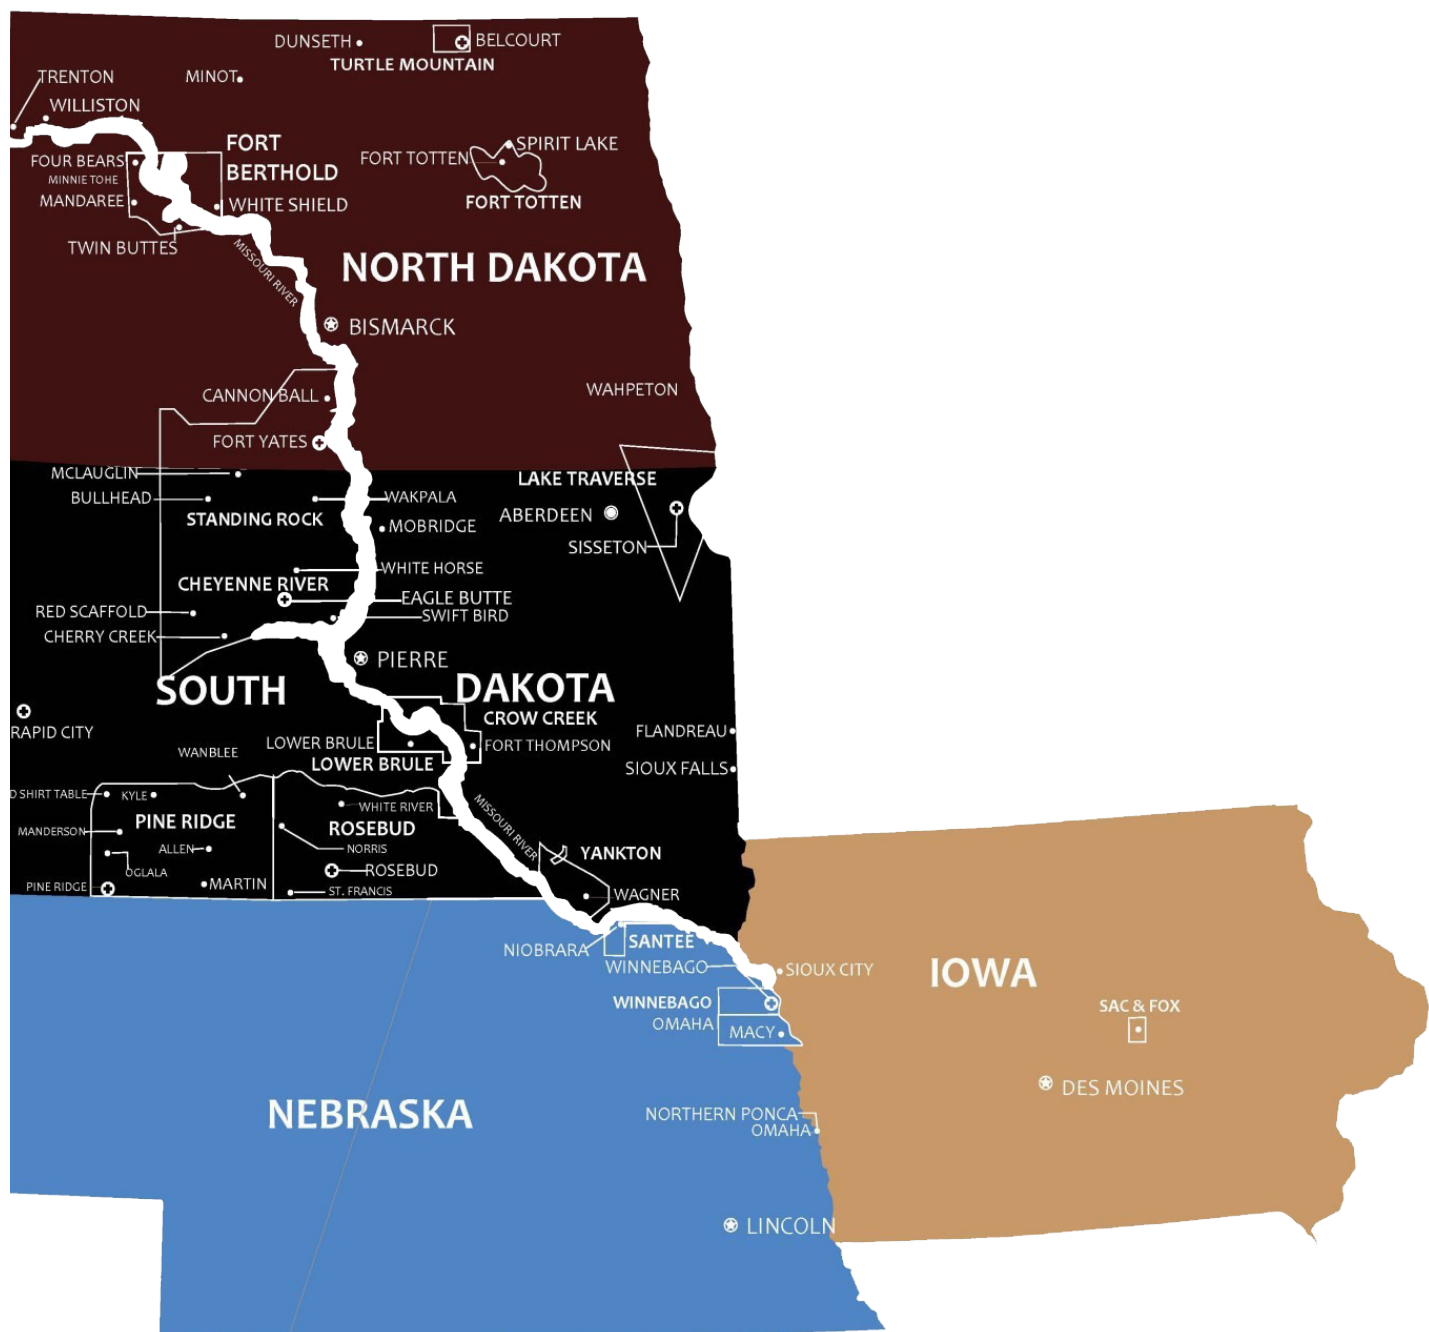 DUNSETH
BELCOURT
TURTLE MOUNTAIN
TRENTON
MINOT
WILLISTON
FORT
BERTHOLD
FOUR BEARS
MINNIE TOHE
MANDAREE
WHITE SHIELD
TWIN BUTTES
SPIRIT LAKE
FORT TOTTEN
FORT TOTTEN
MISSOURI RIVER
NORTH DAKOTA
BISMARCK
CANNON BALL
WAHPETON
FORT YATES
MCLAUGLIN
LAKE TRAVERSE
BULLHEAD
WAKPALA
STANDING ROCK
ABERDEEN
MOBRIDGE
SISSETON
WHITE HORSE
CHEYENNE RIVER
EAGLE BUTTE
RED SCAFFOLD
SWIFT BIRD
CHERRY CREEK
PIERRE
SOUTH DAKOTA
CROW CREEK
RAPID CITY
FLANDREAU
WANBLEE
LOWER BRULE
FORT THOMPSON
LOWER BRULE
SIOUX FALLS
D SHIRT TABLE
KYLE
WHITE RIVER
MISSOURI RIVER
PINE RIDGE
ROSEBUD
MANDERSON
ALLEN
NORRIS
YANKTON
OGLALA
ROSEBUD
PINE RIDGE
MARTIN
ST. FRANCIS
WAGNER
NIOBRARA
SANTEE
WINNEBAGO
SIOUX CITY
IOWA
WINNEBAGO
SAC & FOX
OMAHA
MACY
DES MOINES
NEBRASKA
NORTHERN PONCA
OMAHA
LINCOLN